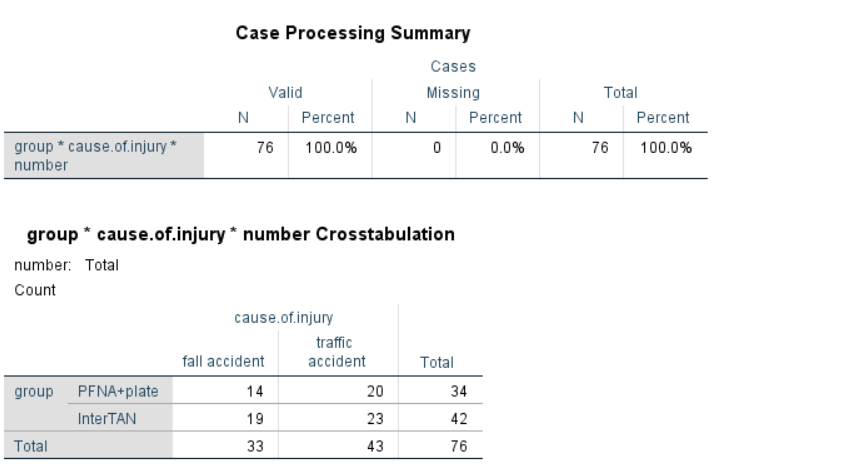 Case Processing Summary
Cases
Valid Missing Total
N Percent N Percent N Percent
group * cause.of.injury * 76 100.0% 0 0.0% 76 100.0%
number
group * cause.of.injury * number Crosstabulation
number: Total
Count
cause.of.injury
traffic
fall accident accident Total
group PFNA+plate 14 20 34
InterTAN 19 23 42
Total 33 43 76